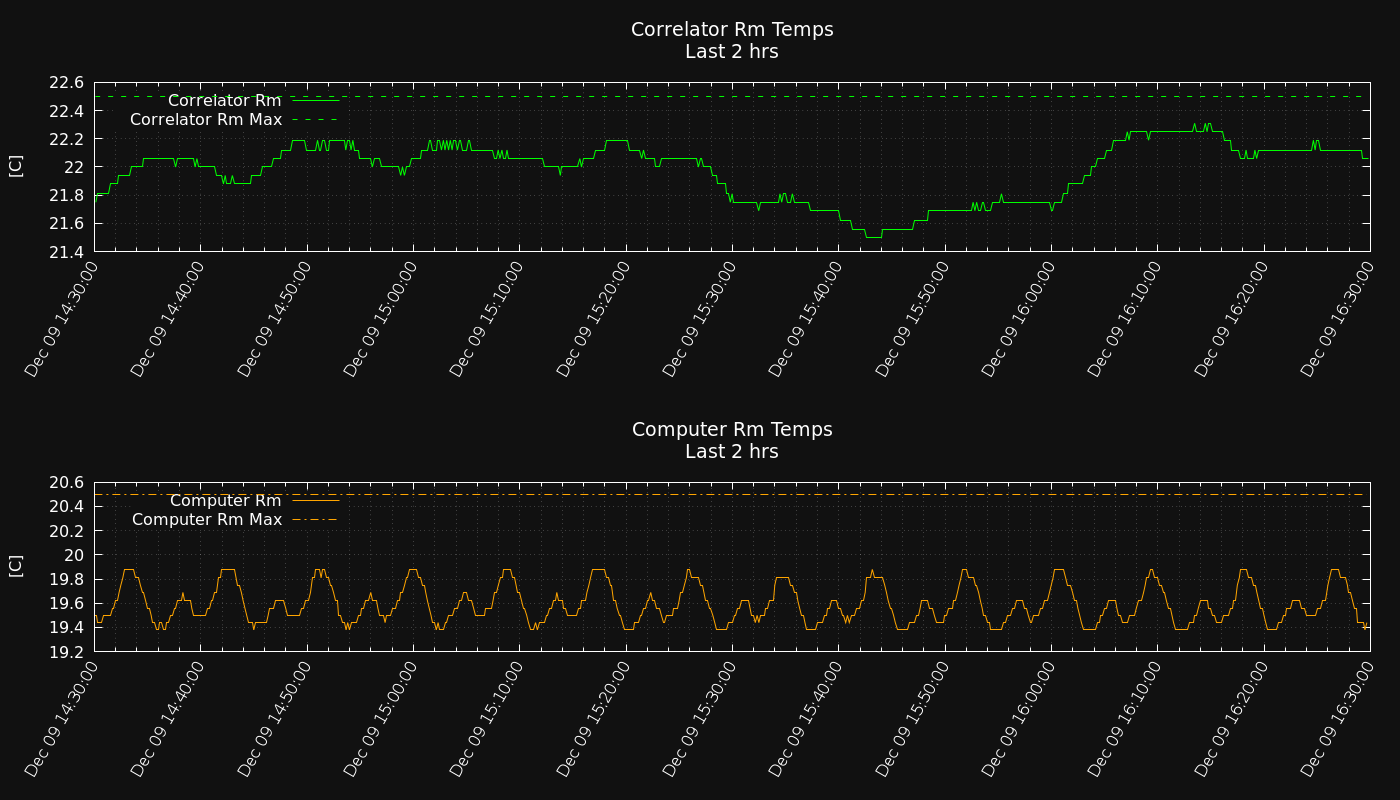 Correlator Rm Temps
Last 2 hrs
22.6
22.4
22.2
22
21.8
21.6
21.4
[C]
Correlator Rm
Correlator Rm Max
Dec 09 14:30:00
Dec 09 14:40:00
Dec 09 14:50:00
Dec 09 15:00:00
Dec 09 15:10:00
Dec 09 15:20:00
Dec 09 15:30:00
Dec 09 15:40:00
Dec 09 15:50:00
Dec 09 16:00:00
Dec 09 16:10:00
Dec 09 16:20:00
Dec 09 16:30:00
Computer Rm Temps
Last 2 hrs
20.6
20.4
20.2
20
19.8
19.6
19.4
19.2
[C]
Computer Rm
Computer Rm Max
Dec 09 14:30:00
Dec 09 14:40:00
Dec 09 14:50:00
Dec 09 15:00:00
Dec 09 15:10:00
Dec 09 15:20:00
Dec 09 15:30:00
Dec 09 15:40:00
Dec 09 15:50:00
Dec 09 16:00:00
Dec 09 16:10:00
Dec 09 16:20:00
Dec 09 16:30:00